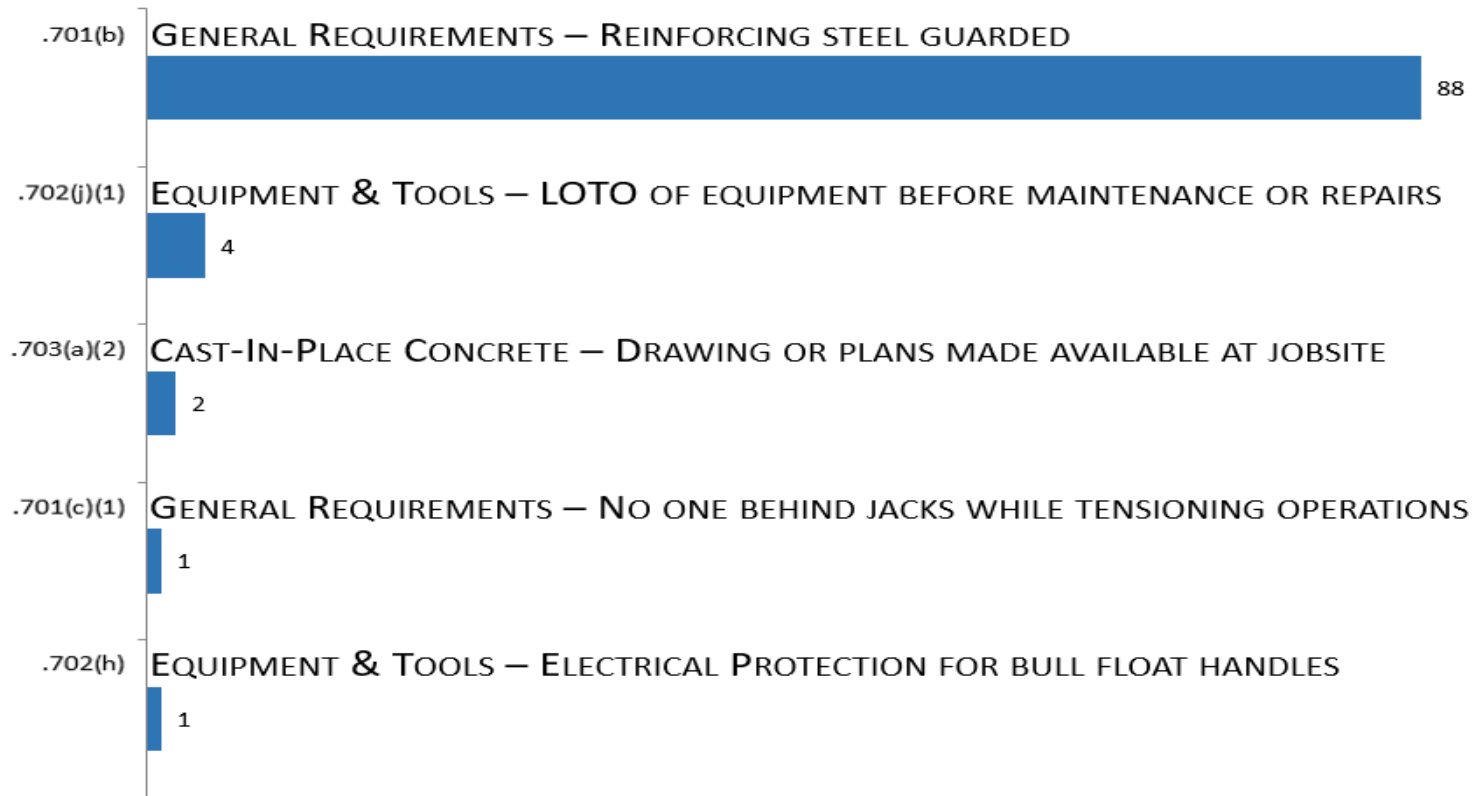 .701(b) General Requirements – Reinforcing steel guarded
88
.702(j)(1) Equipment & Tools – LOTO of equipment before maintenance or repairs
4
.703(a)(2) Cast-In-Place Concrete – Drawing or plans made available at jobsite
2
.701(c)(1) General Requirements – No one behind jacks while tensioning operations
1
.702(h) Equipment & Tools – Electrical Protection for bull float handles
1